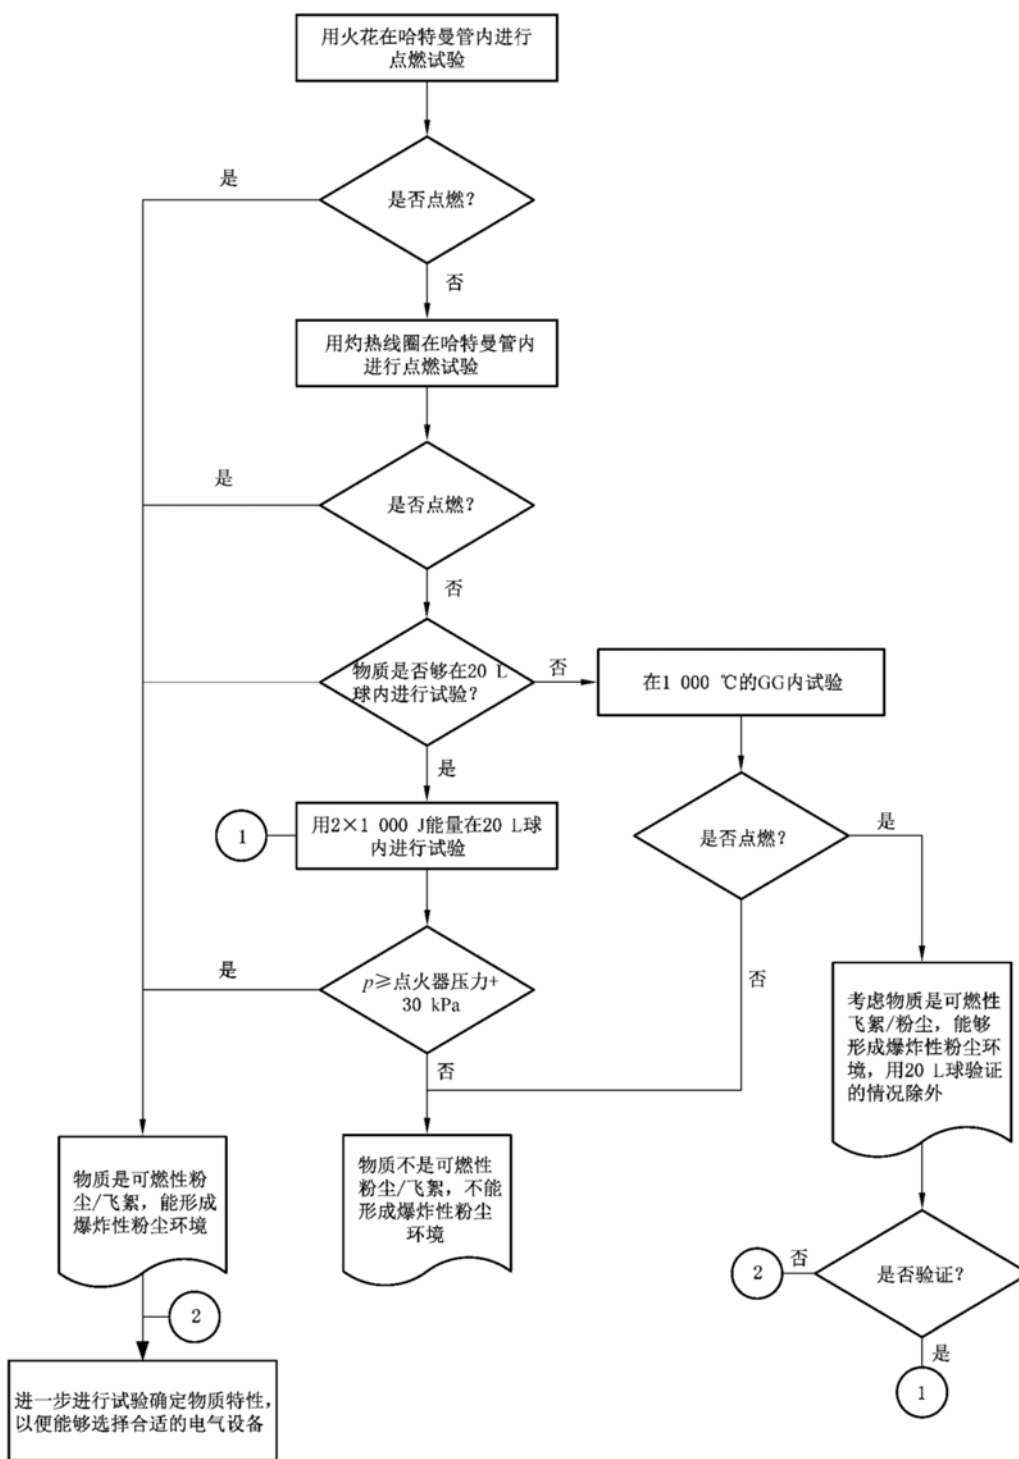 用火花在哈特曼管内进行
点燃试验
是
是否点燃?
否
用灼热线圈在哈特曼管内
进行点燃试验
是
是否点燃?
否
物质是否够在20 L
球内进行试验?
否
在1 000 ℃的GG内试验
是
1
用2×1 000 J能量在20 L球
内进行试验
是否点燃?
是
是
p≥点火器压力+
30 kPa
否
否
考虑物质是可燃性
飞絮/粉尘，能够
形成爆炸性粉尘环
境，用20 L球验证
的情况除外
物质是可燃性粉
尘/飞絮，能形成
爆炸性粉尘环境
物质不是可燃性
粉尘/飞絮，不能
形成爆炸性粉尘
环境
2
否
是否验证?
2
是
1
进一步进行试验确定物质特性，
以便能够选择合适的电气设备